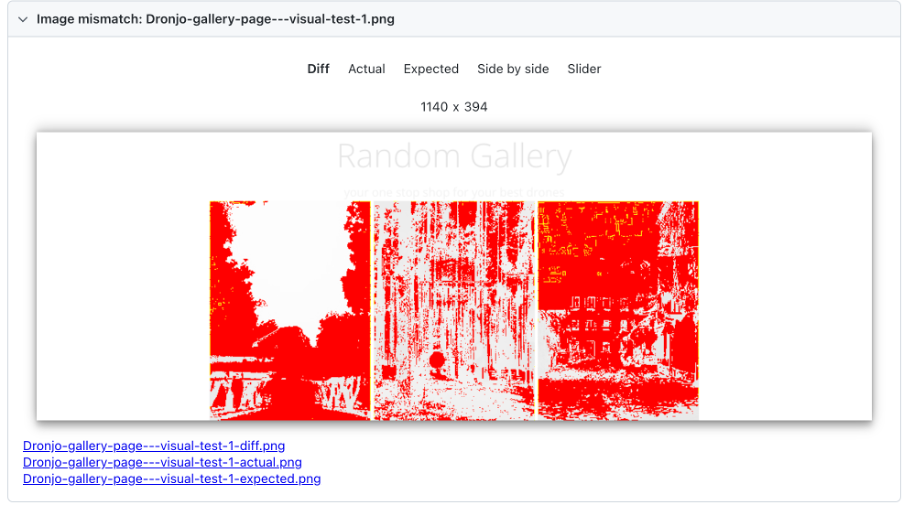 Image mismatch: Dronjo-gallery-page---visual-test-1.png
Diff Actual Expected Side by side Slider
1140 x 394
Random Gallery
your one stop shop for your best drones
Dronjo-gallery-page---visual-test-1-diff.png
Dronjo-gallery-page---visual-test-1-actual.png
Dronjo-gallery-page---visual-test-1-expected.png